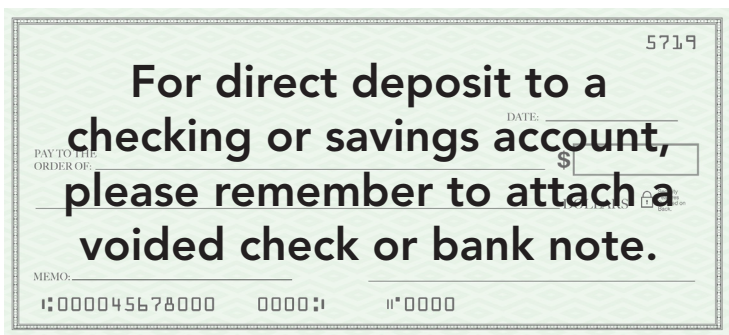 5719
For direct deposit to a
DATE:
checking or savings account,
PAY TO THE
ORDER OF:
$
please remember to attach a
DOLLARS
voided check or bank note.
MEMO:
⑆000045678000 0000⑆ ⑈0000